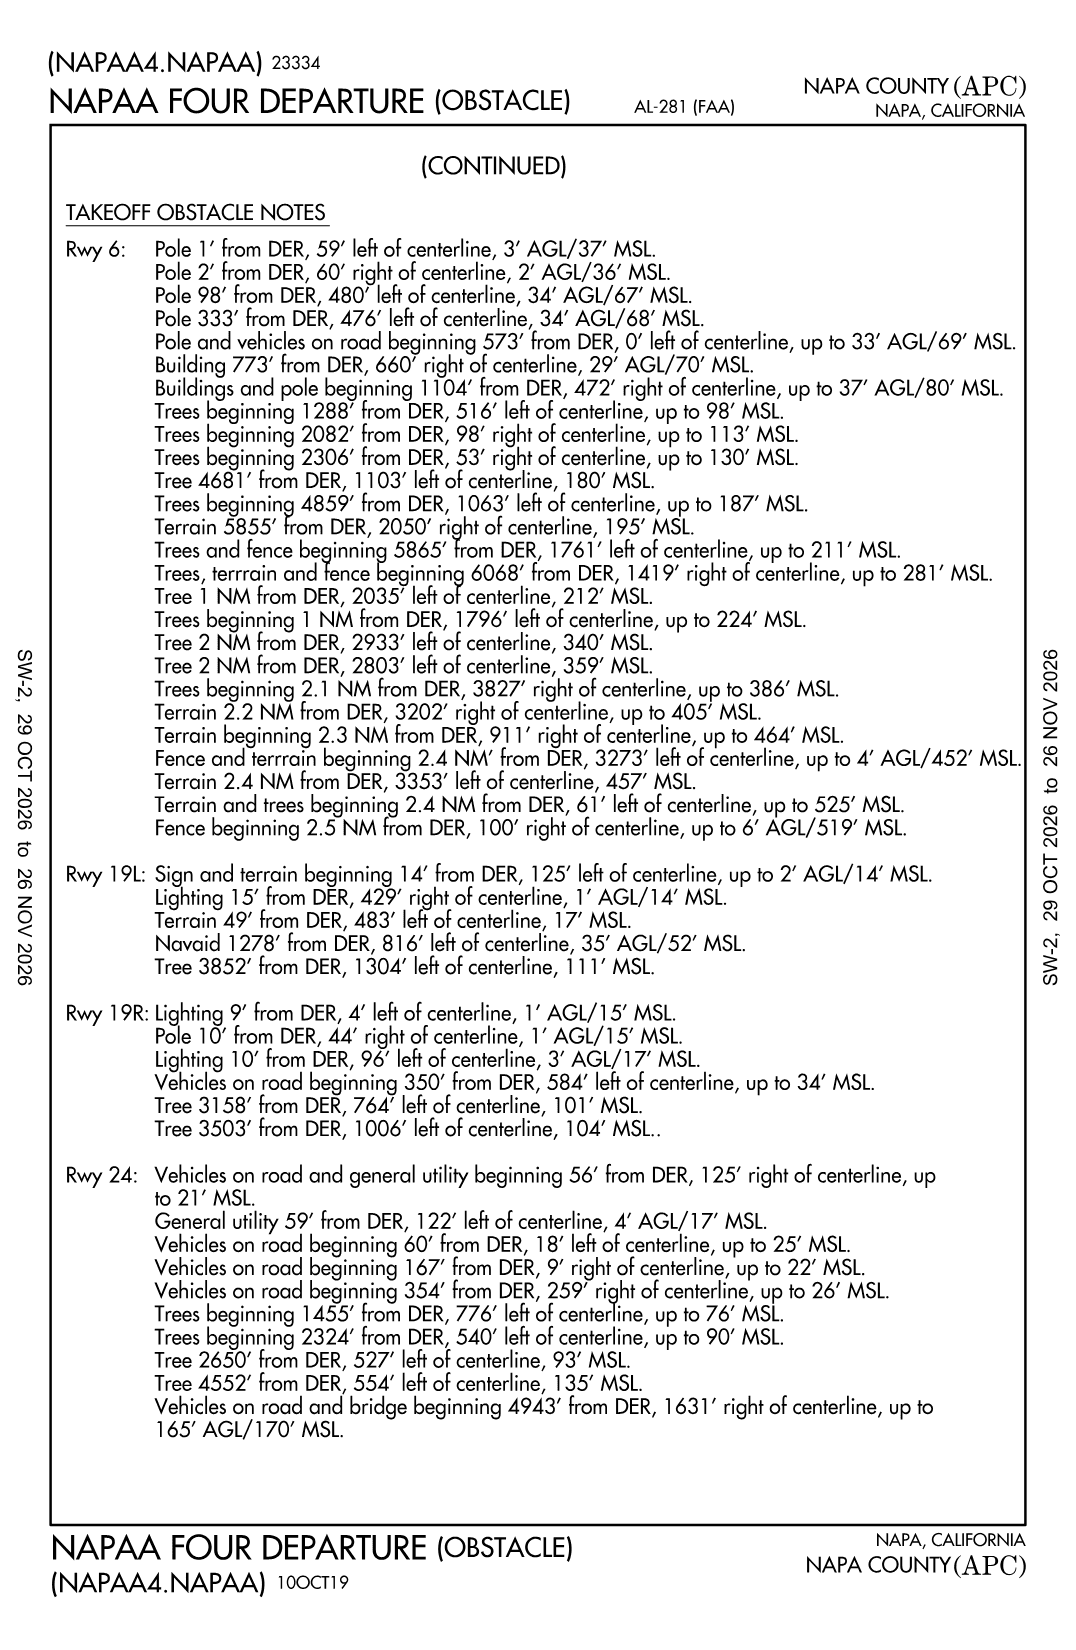 (NAPAA4.NAPAA) 23334
NAPAA FOUR DEPARTURE (OBSTACLE)
AL-281 (FAA)
NAPA COUNTY (APC)
NAPA, CALIFORNIA
(CONTINUED)
TAKEOFF OBSTACLE NOTES
Rwy 6: Pole 1’ from DER, 59’ left of centerline, 3’ AGL/37’ MSL.
Pole 2’ from DER, 60’ right of centerline, 2’ AGL/36’ MSL.
Pole 98’ from DER, 480’ left of centerline, 34’ AGL/67’ MSL.
Pole 333’ from DER, 476’ left of centerline, 34’ AGL/68’ MSL.
Pole and vehicles on road beginning 573’ from DER, 0’ left of centerline, up to 33’ AGL/69’ MSL.
Building 773’ from DER, 660’ right of centerline, 29’ AGL/70’ MSL.
Buildings and pole beginning 1104’ from DER, 472’ right of centerline, up to 37’ AGL/80’ MSL.
Trees beginning 1288’ from DER, 516’ left of centerline, up to 98’ MSL.
Trees beginning 2082’ from DER, 98’ right of centerline, up to 113’ MSL.
Trees beginning 2306’ from DER, 53’ right of centerline, up to 130’ MSL.
Tree 4681’ from DER, 1103’ left of centerline, 180’ MSL.
Trees beginning 4859’ from DER, 1063’ left of centerline, up to 187’ MSL.
Terrain 5855’ from DER, 2050’ right of centerline, 195’ MSL.
Trees and fence beginning 5865’ from DER, 1761’ left of centerline, up to 211’ MSL.
Trees, terrrain and fence beginning 6068’ from DER, 1419’ right of centerline, up to 281’ MSL.
Tree 1 NM from DER, 2035’ left of centerline, 212’ MSL.
Trees beginning 1 NM from DER, 1796’ left of centerline, up to 224’ MSL.
Tree 2 NM from DER, 2933’ left of centerline, 340’ MSL.
Tree 2 NM from DER, 2803’ left of centerline, 359’ MSL.
Trees beginning 2.1 NM from DER, 3827’ right of centerline, up to 386’ MSL.
Terrain 2.2 NM from DER, 3202’ right of centerline, up to 405’ MSL.
Terrain beginning 2.3 NM from DER, 911’ right of centerline, up to 464’ MSL.
Fence and terrrain beginning 2.4 NM’ from DER, 3273’ left of centerline, up to 4’ AGL/452’ MSL.
Terrain 2.4 NM from DER, 3353’ left of centerline, 457’ MSL.
Terrain and trees beginning 2.4 NM from DER, 61’ left of centerline, up to 525’ MSL.
Fence beginning 2.5 NM from DER, 100’ right of centerline, up to 6’ AGL/519’ MSL.
Rwy 19L: Sign and terrain beginning 14’ from DER, 125’ left of centerline, up to 2’ AGL/14’ MSL.
Lighting 15’ from DER, 429’ right of centerline, 1’ AGL/14’ MSL.
Terrain 49’ from DER, 483’ left of centerline, 17’ MSL.
Navaid 1278’ from DER, 816’ left of centerline, 35’ AGL/52’ MSL.
Tree 3852’ from DER, 1304’ left of centerline, 111’ MSL.
Rwy 19R: Lighting 9’ from DER, 4’ left of centerline, 1’ AGL/15’ MSL.
Pole 10’ from DER, 44’ right of centerline, 1’ AGL/15’ MSL.
Lighting 10’ from DER, 96’ left of centerline, 3’ AGL/17’ MSL.
Vehicles on road beginning 350’ from DER, 584’ left of centerline, up to 34’ MSL.
Tree 3158’ from DER, 764’ left of centerline, 101’ MSL.
Tree 3503’ from DER, 1006’ left of centerline, 104’ MSL..
Rwy 24: Vehicles on road and general utility beginning 56’ from DER, 125’ right of centerline, up
to 21’ MSL.
General utility 59’ from DER, 122’ left of centerline, 4’ AGL/17’ MSL.
Vehicles on road beginning 60’ from DER, 18’ left of centerline, up to 25’ MSL.
Vehicles on road beginning 167’ from DER, 9’ right of centerline, up to 22’ MSL.
Vehicles on road beginning 354’ from DER, 259’ right of centerline, up to 26’ MSL.
Trees beginning 1455’ from DER, 776’ left of centerline, up to 76’ MSL.
Trees beginning 2324’ from DER, 540’ left of centerline, up to 90’ MSL.
Tree 2650’ from DER, 527’ left of centerline, 93’ MSL.
Tree 4552’ from DER, 554’ left of centerline, 135’ MSL.
Vehicles on road and bridge beginning 4943’ from DER, 1631’ right of centerline, up to
165’ AGL/170’ MSL.
SW-2, 29 OCT 2026 to 26 NOV 2026
SW-2, 29 OCT 2026 to 26 NOV 2026
NAPAA FOUR DEPARTURE (OBSTACLE)
(NAPAA4.NAPAA) 10OCT19
NAPA, CALIFORNIA
NAPA COUNTY (APC)